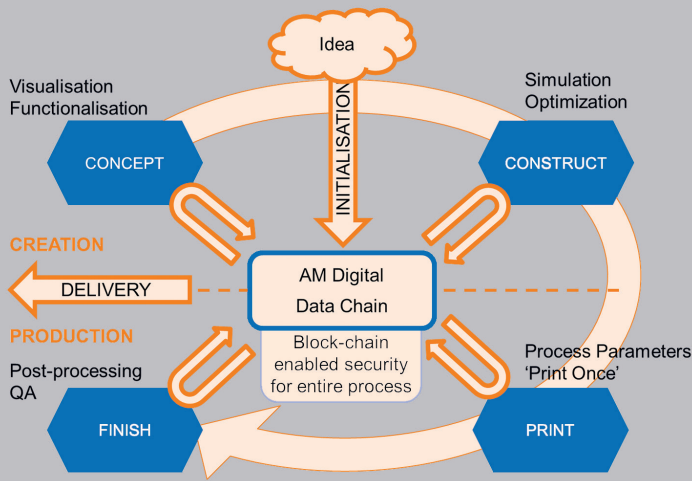 Idea
Visualisation
Functionalisation
Simulation
Optimization
CONCEPT
INITIALISATION
CONSTRUCT
CREATION
AM Digital
Data Chain
DELIVERY
PRODUCTION
Block-chain
enabled security
for entire process
Post-processing
QA
Process Parameters
‘Print Once’
FINISH
PRINT